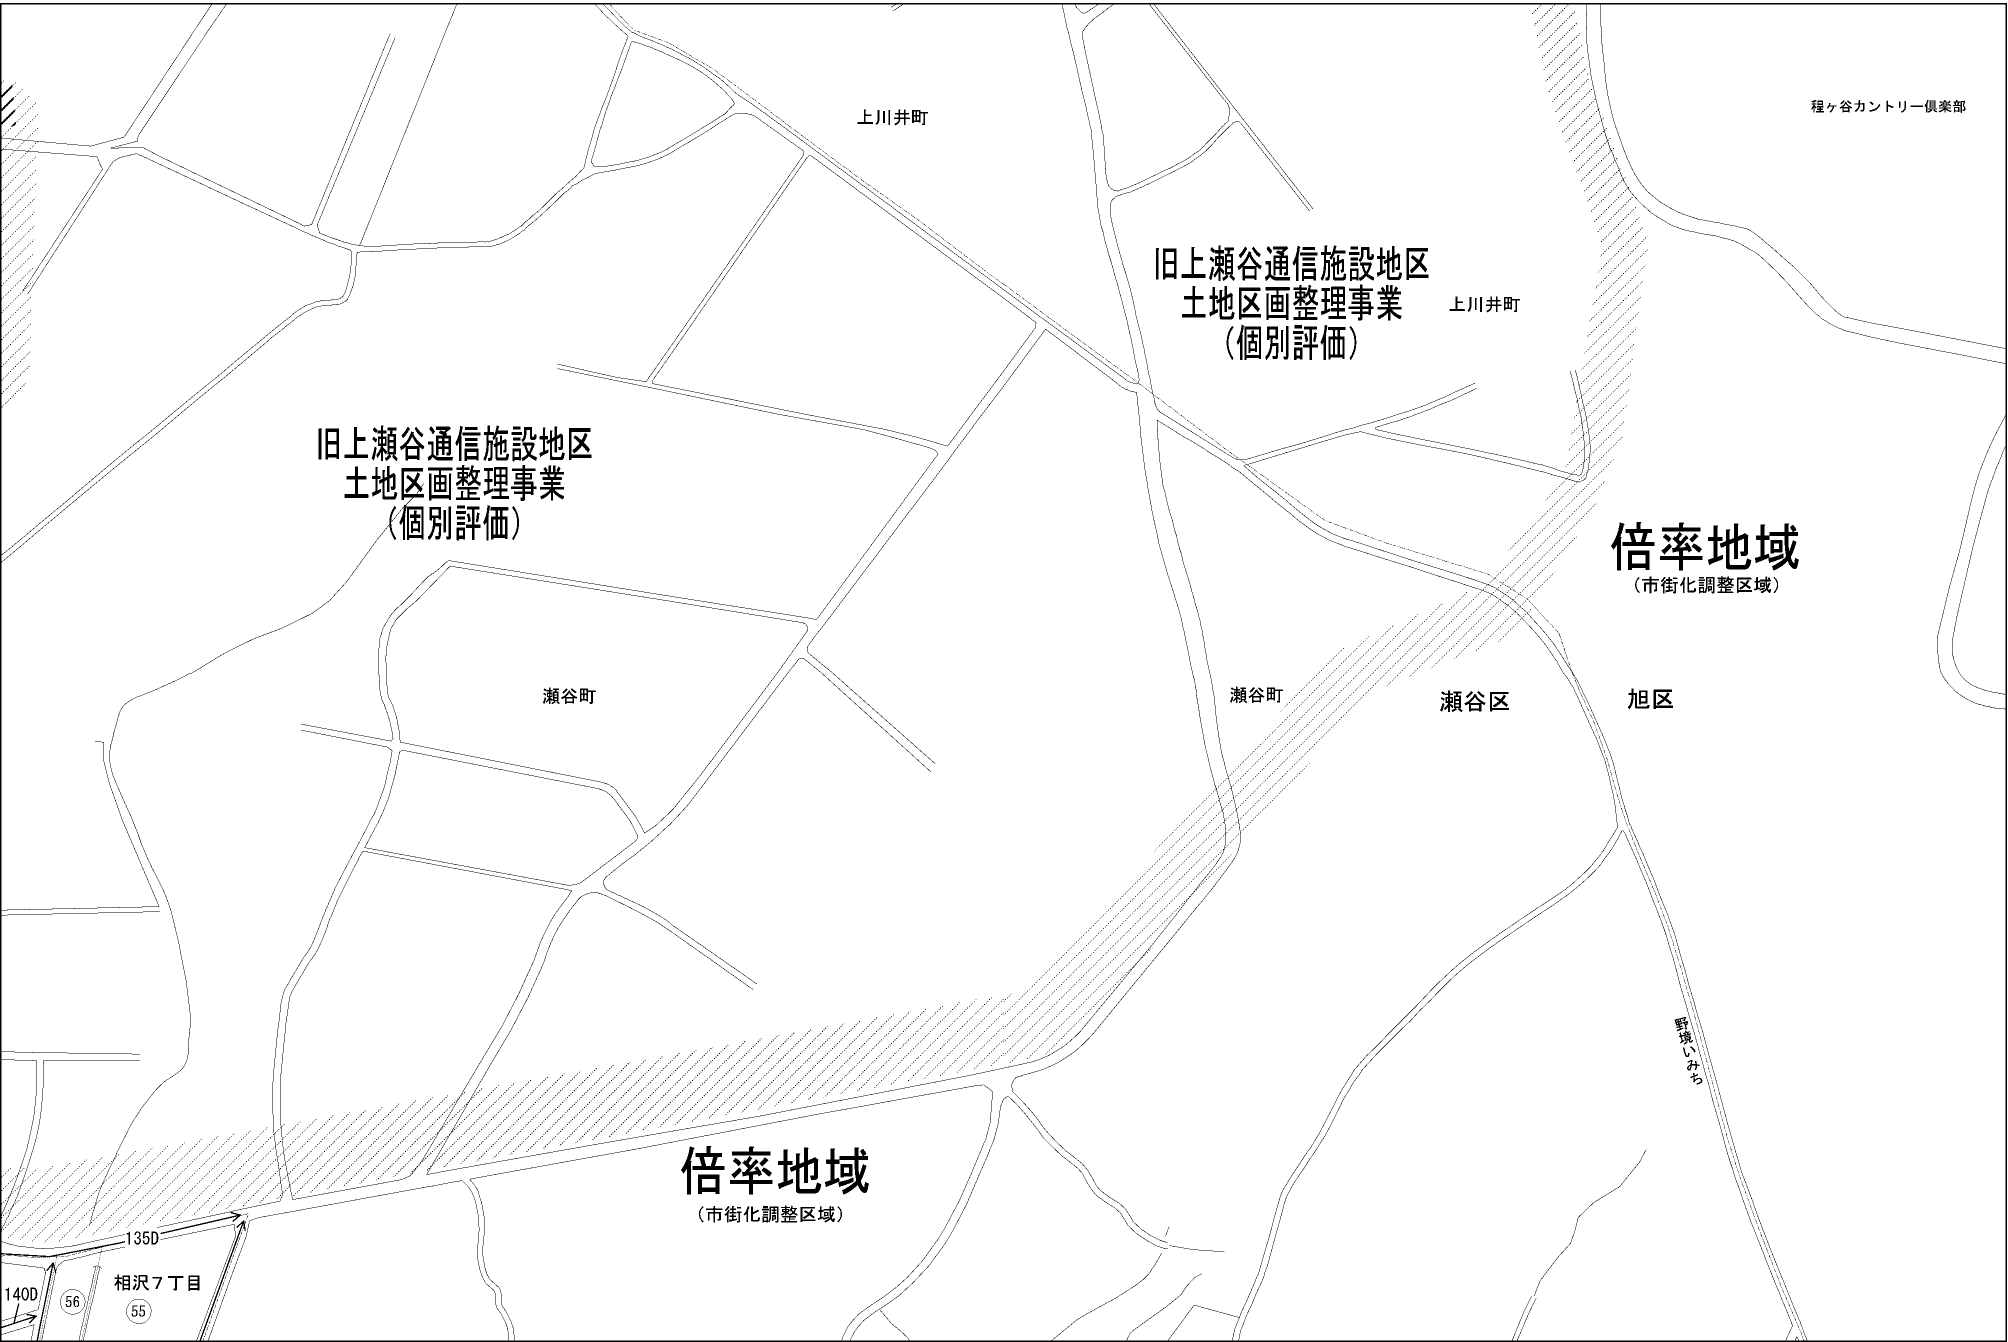 上川井町
程ヶ谷カントリー倶楽部
旧上瀬谷通信施設地区
土地区画整理事業
（個別評価）
上川井町
旧上瀬谷通信施設地区
土地区画整理事業
（個別評価）
倍率地域
（市街化調整区域）
瀬谷町
瀬谷町
瀬谷区
旭区
野境いみち
倍率地域
（市街化調整区域）
135D
相沢７丁目
140D
56
55